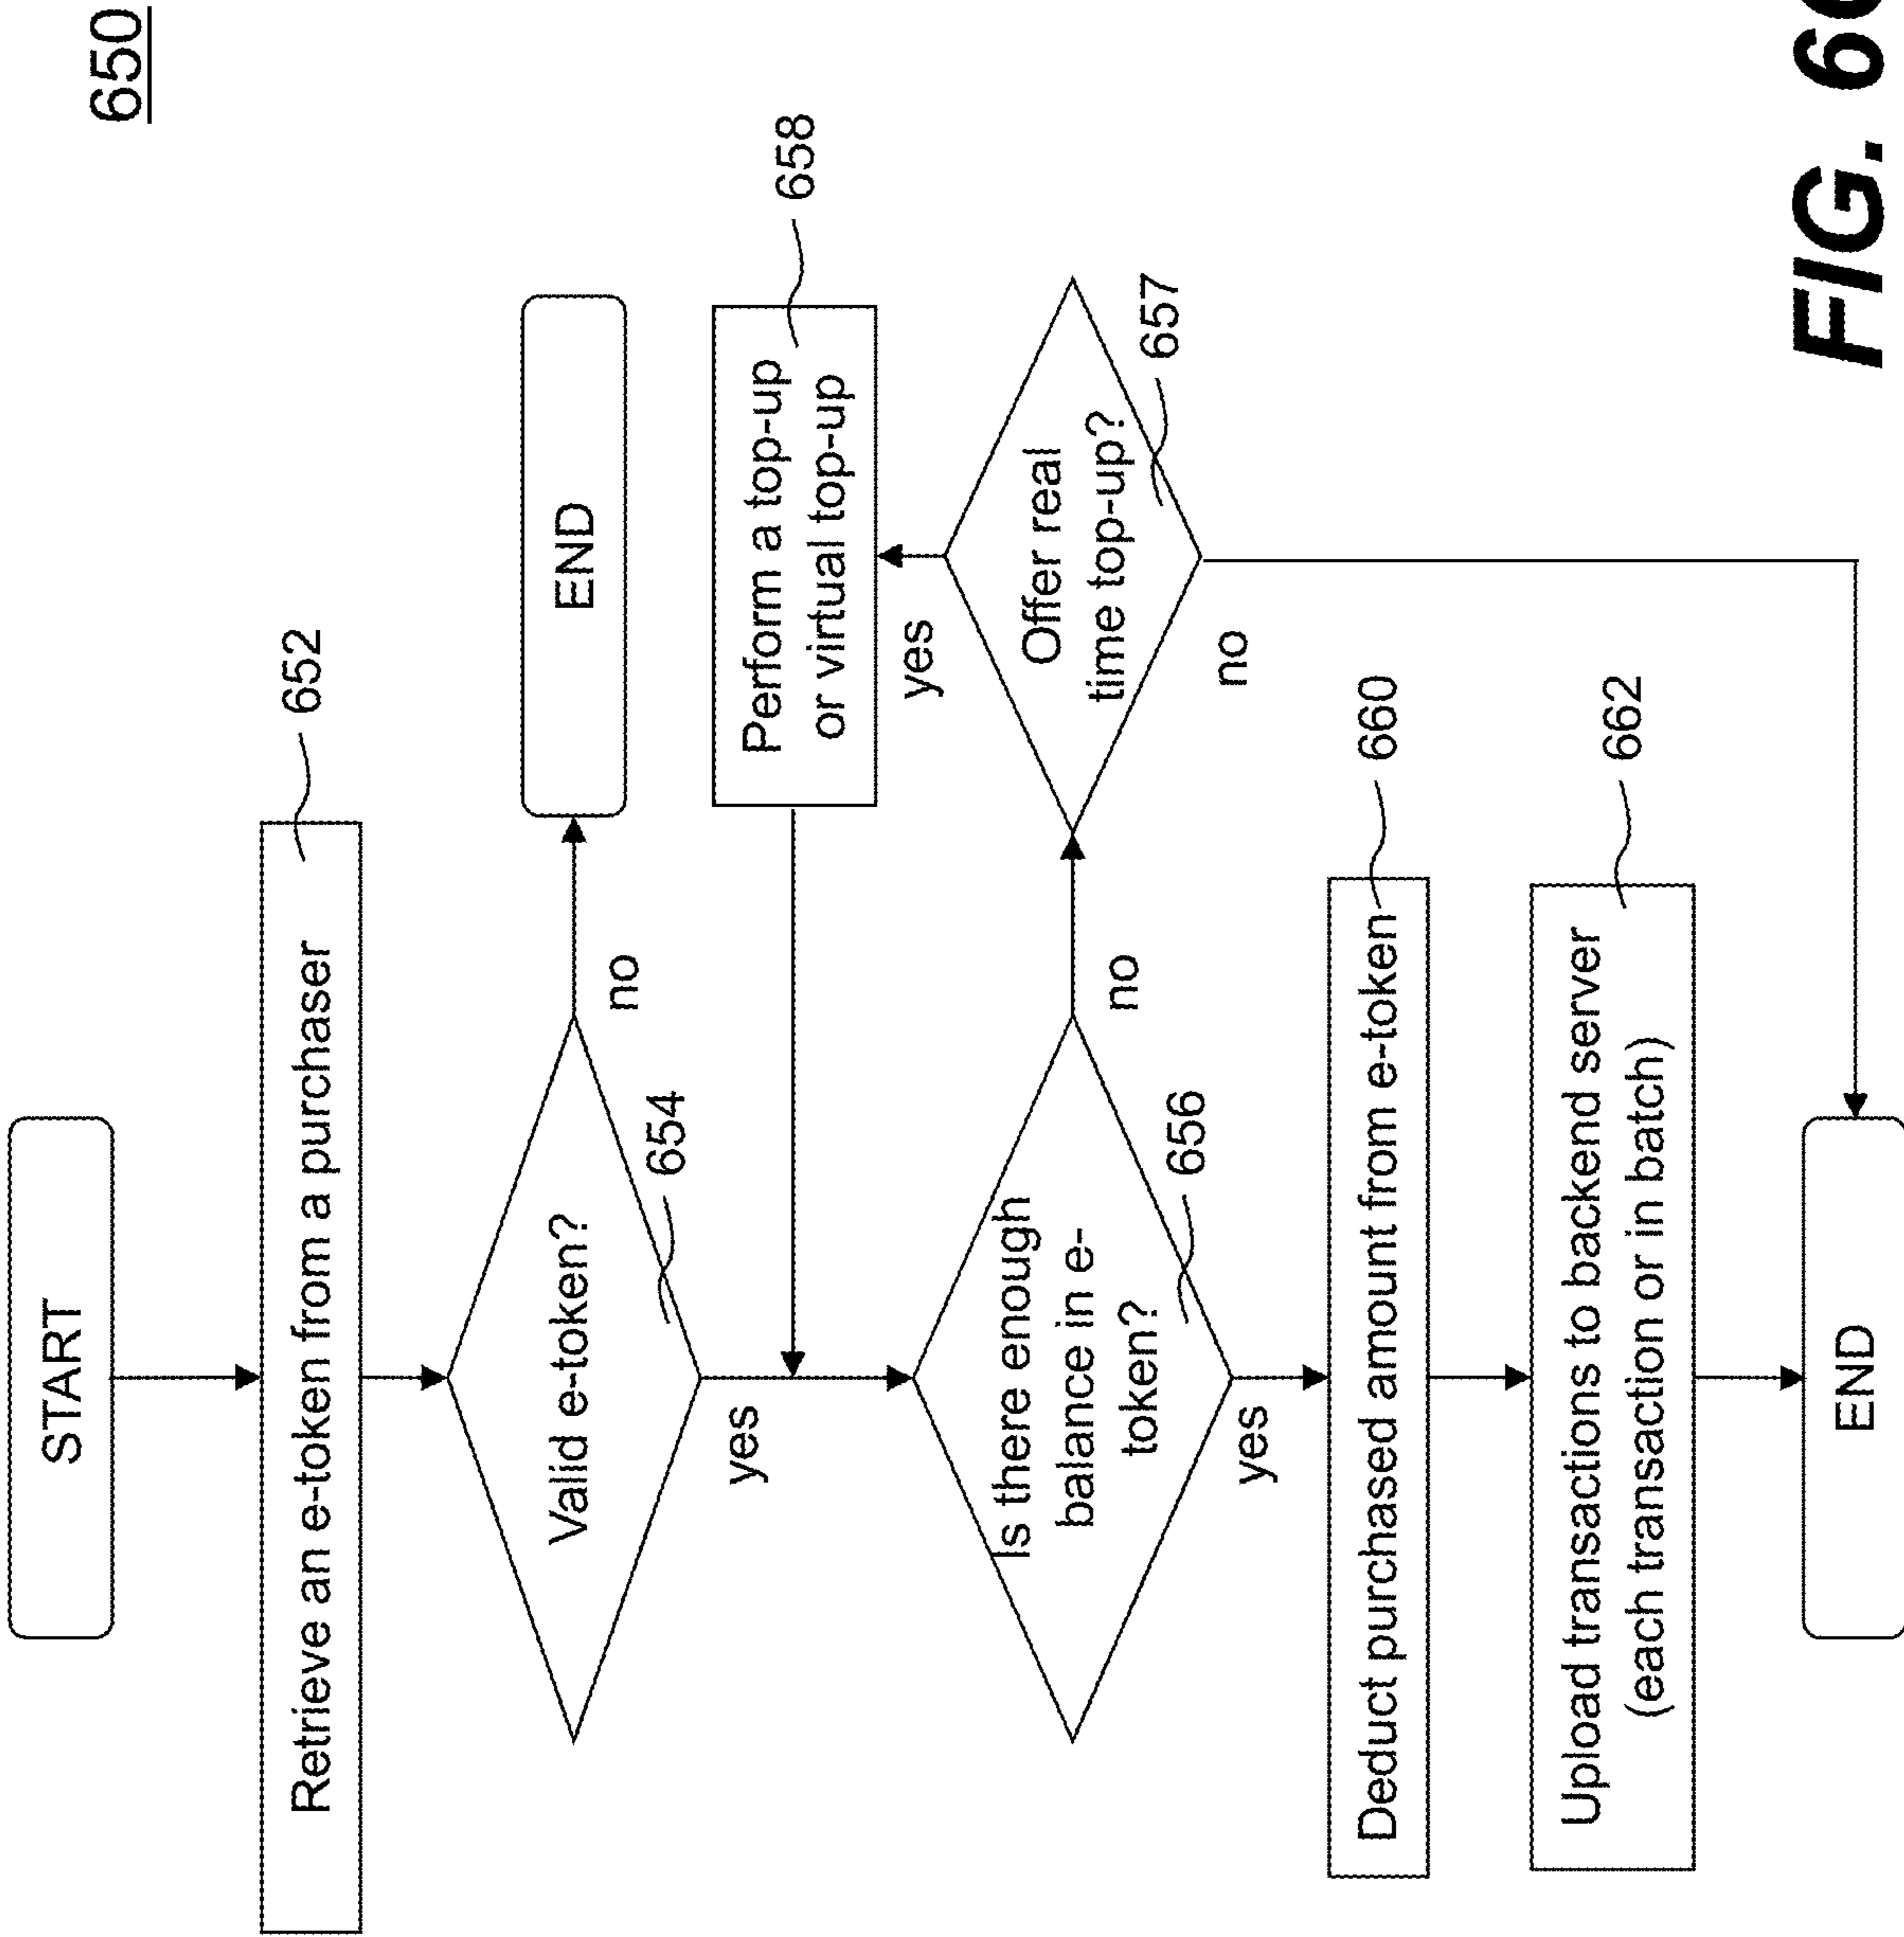 650
START
Retrieve an e-token from a purchaser
652
Valid e-token?
654
no
END
yes
Perform a top-up
or virtual top-up
658
Is there enough
balance in e-
token?
656
no
yes
Offer real
time top-up?
657
yes
no
Deduct purchased amount from e-token
660
Upload transactions to backend server
(each transaction or in batch)
662
END
FIG.